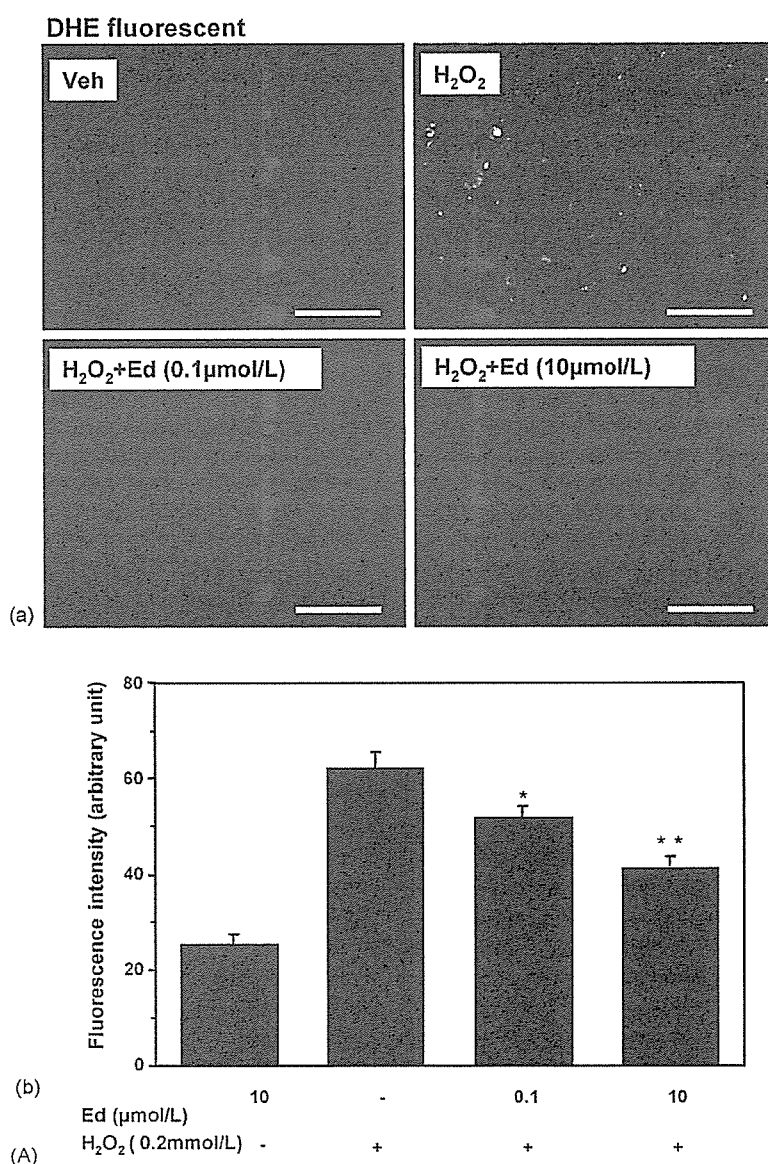 DHE fluorescent
Veh
H₂O₂
H₂O₂+Ed (0.1µmol/L)
H₂O₂+Ed (10µmol/L)
(a)
Fluorescence intensity (arbitrary unit)
80
60
40
20
0
*
* *
(b)
10 - 0.1 10
Ed (µmol/L)
H₂O₂ ( 0.2mmol/L) - + + +
(A)